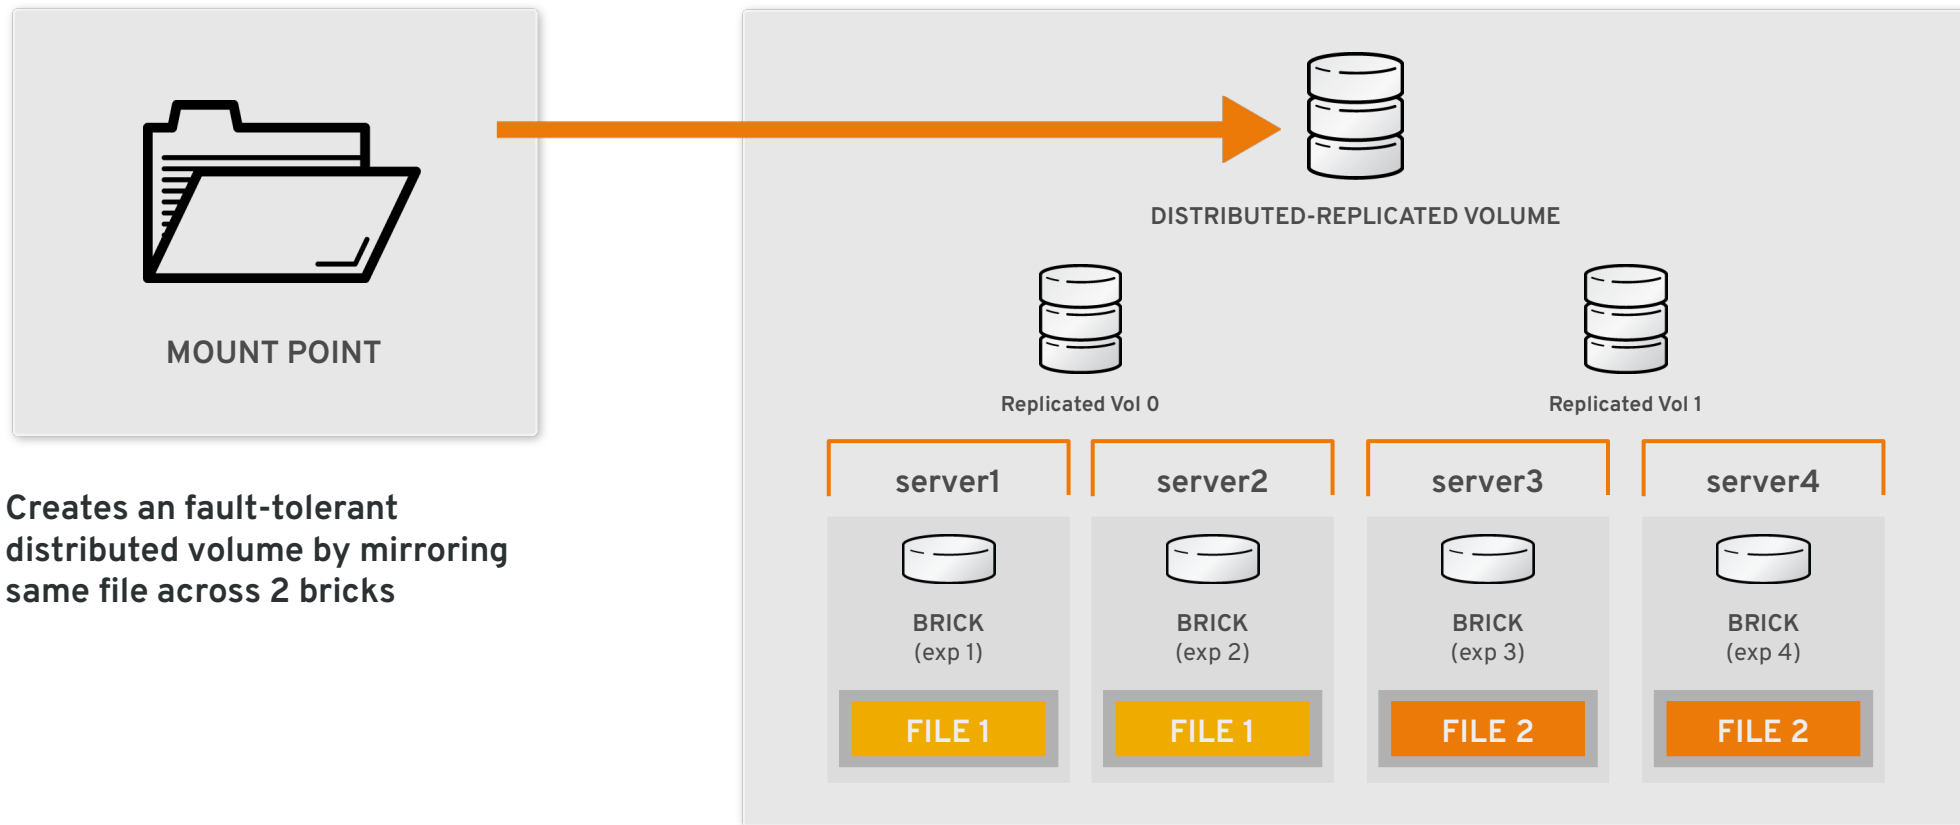 MOUNT POINT
Creates an fault-tolerant
distributed volume by mirroring
same file across 2 bricks
DISTRIBUTED-REPLICATED VOLUME
Replicated Vol 0
Replicated Vol 1
server1
server2
server3
server4
BRICK
(exp 1)
BRICK
(exp 2)
BRICK
(exp 3)
BRICK
(exp 4)
FILE 1
FILE 1
FILE 2
FILE 2